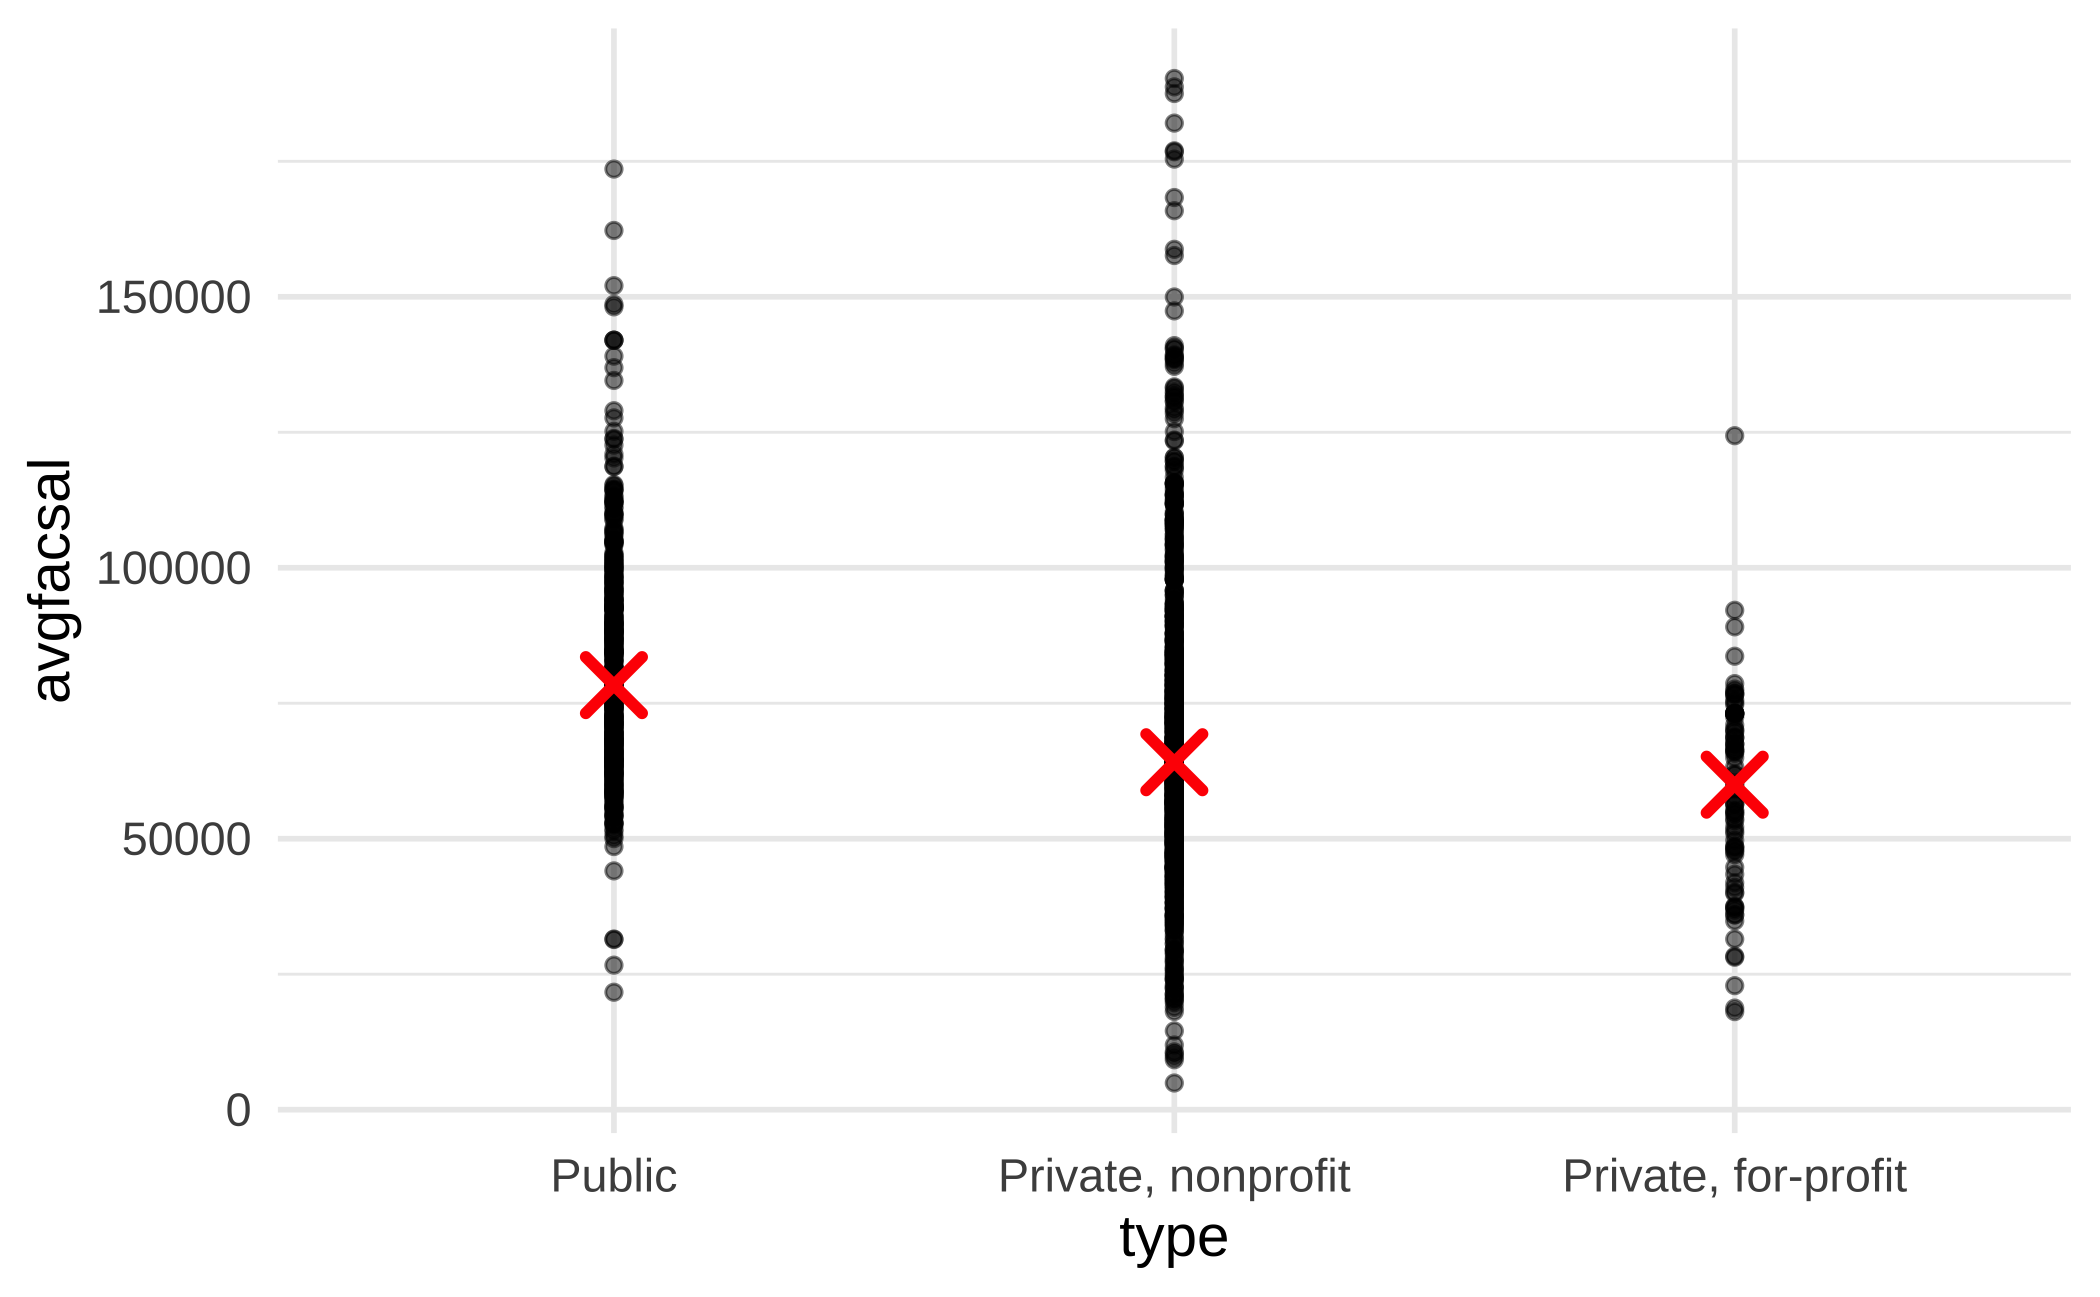 avgfacsal
150000
100000
50000
0
Public
Private, nonprofit
Private, for-profit
type